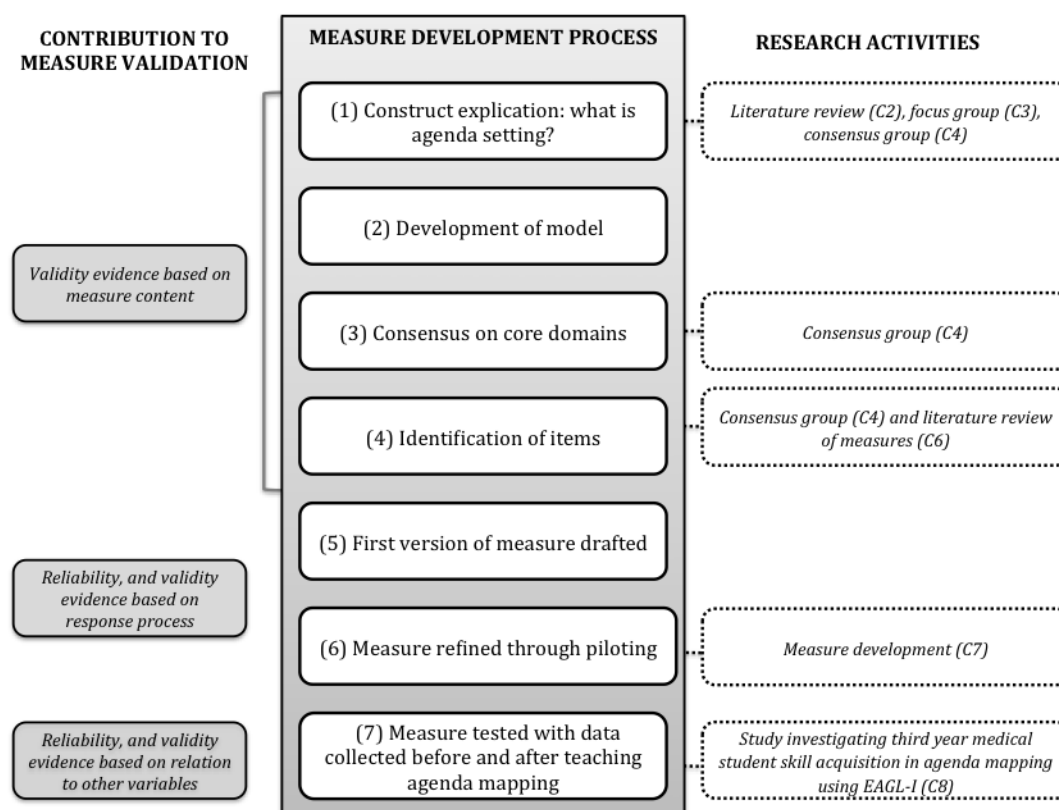 CONTRIBUTION TO
MEASURE VALIDATION
MEASURE DEVELOPMENT PROCESS
RESEARCH ACTIVITIES
(1) Construct explication: what is
agenda setting?
Literature review (C2), focus group (C3),
consensus group (C4)
(2) Development of model
Validity evidence based on
measure content
(3) Consensus on core domains
Consensus group (C4)
(4) Identification of items
Consensus group (C4) and literature review
of measures (C6)
(5) First version of measure drafted
Reliability, and validity
evidence based on
response process
(6) Measure refined through piloting
Measure development (C7)
Reliability, and validity
evidence based on relation
to other variables
(7) Measure tested with data
collected before and after teaching
agenda mapping
Study investigating third year medical
student skill acquisition in agenda mapping
using EAGL-I (C8)